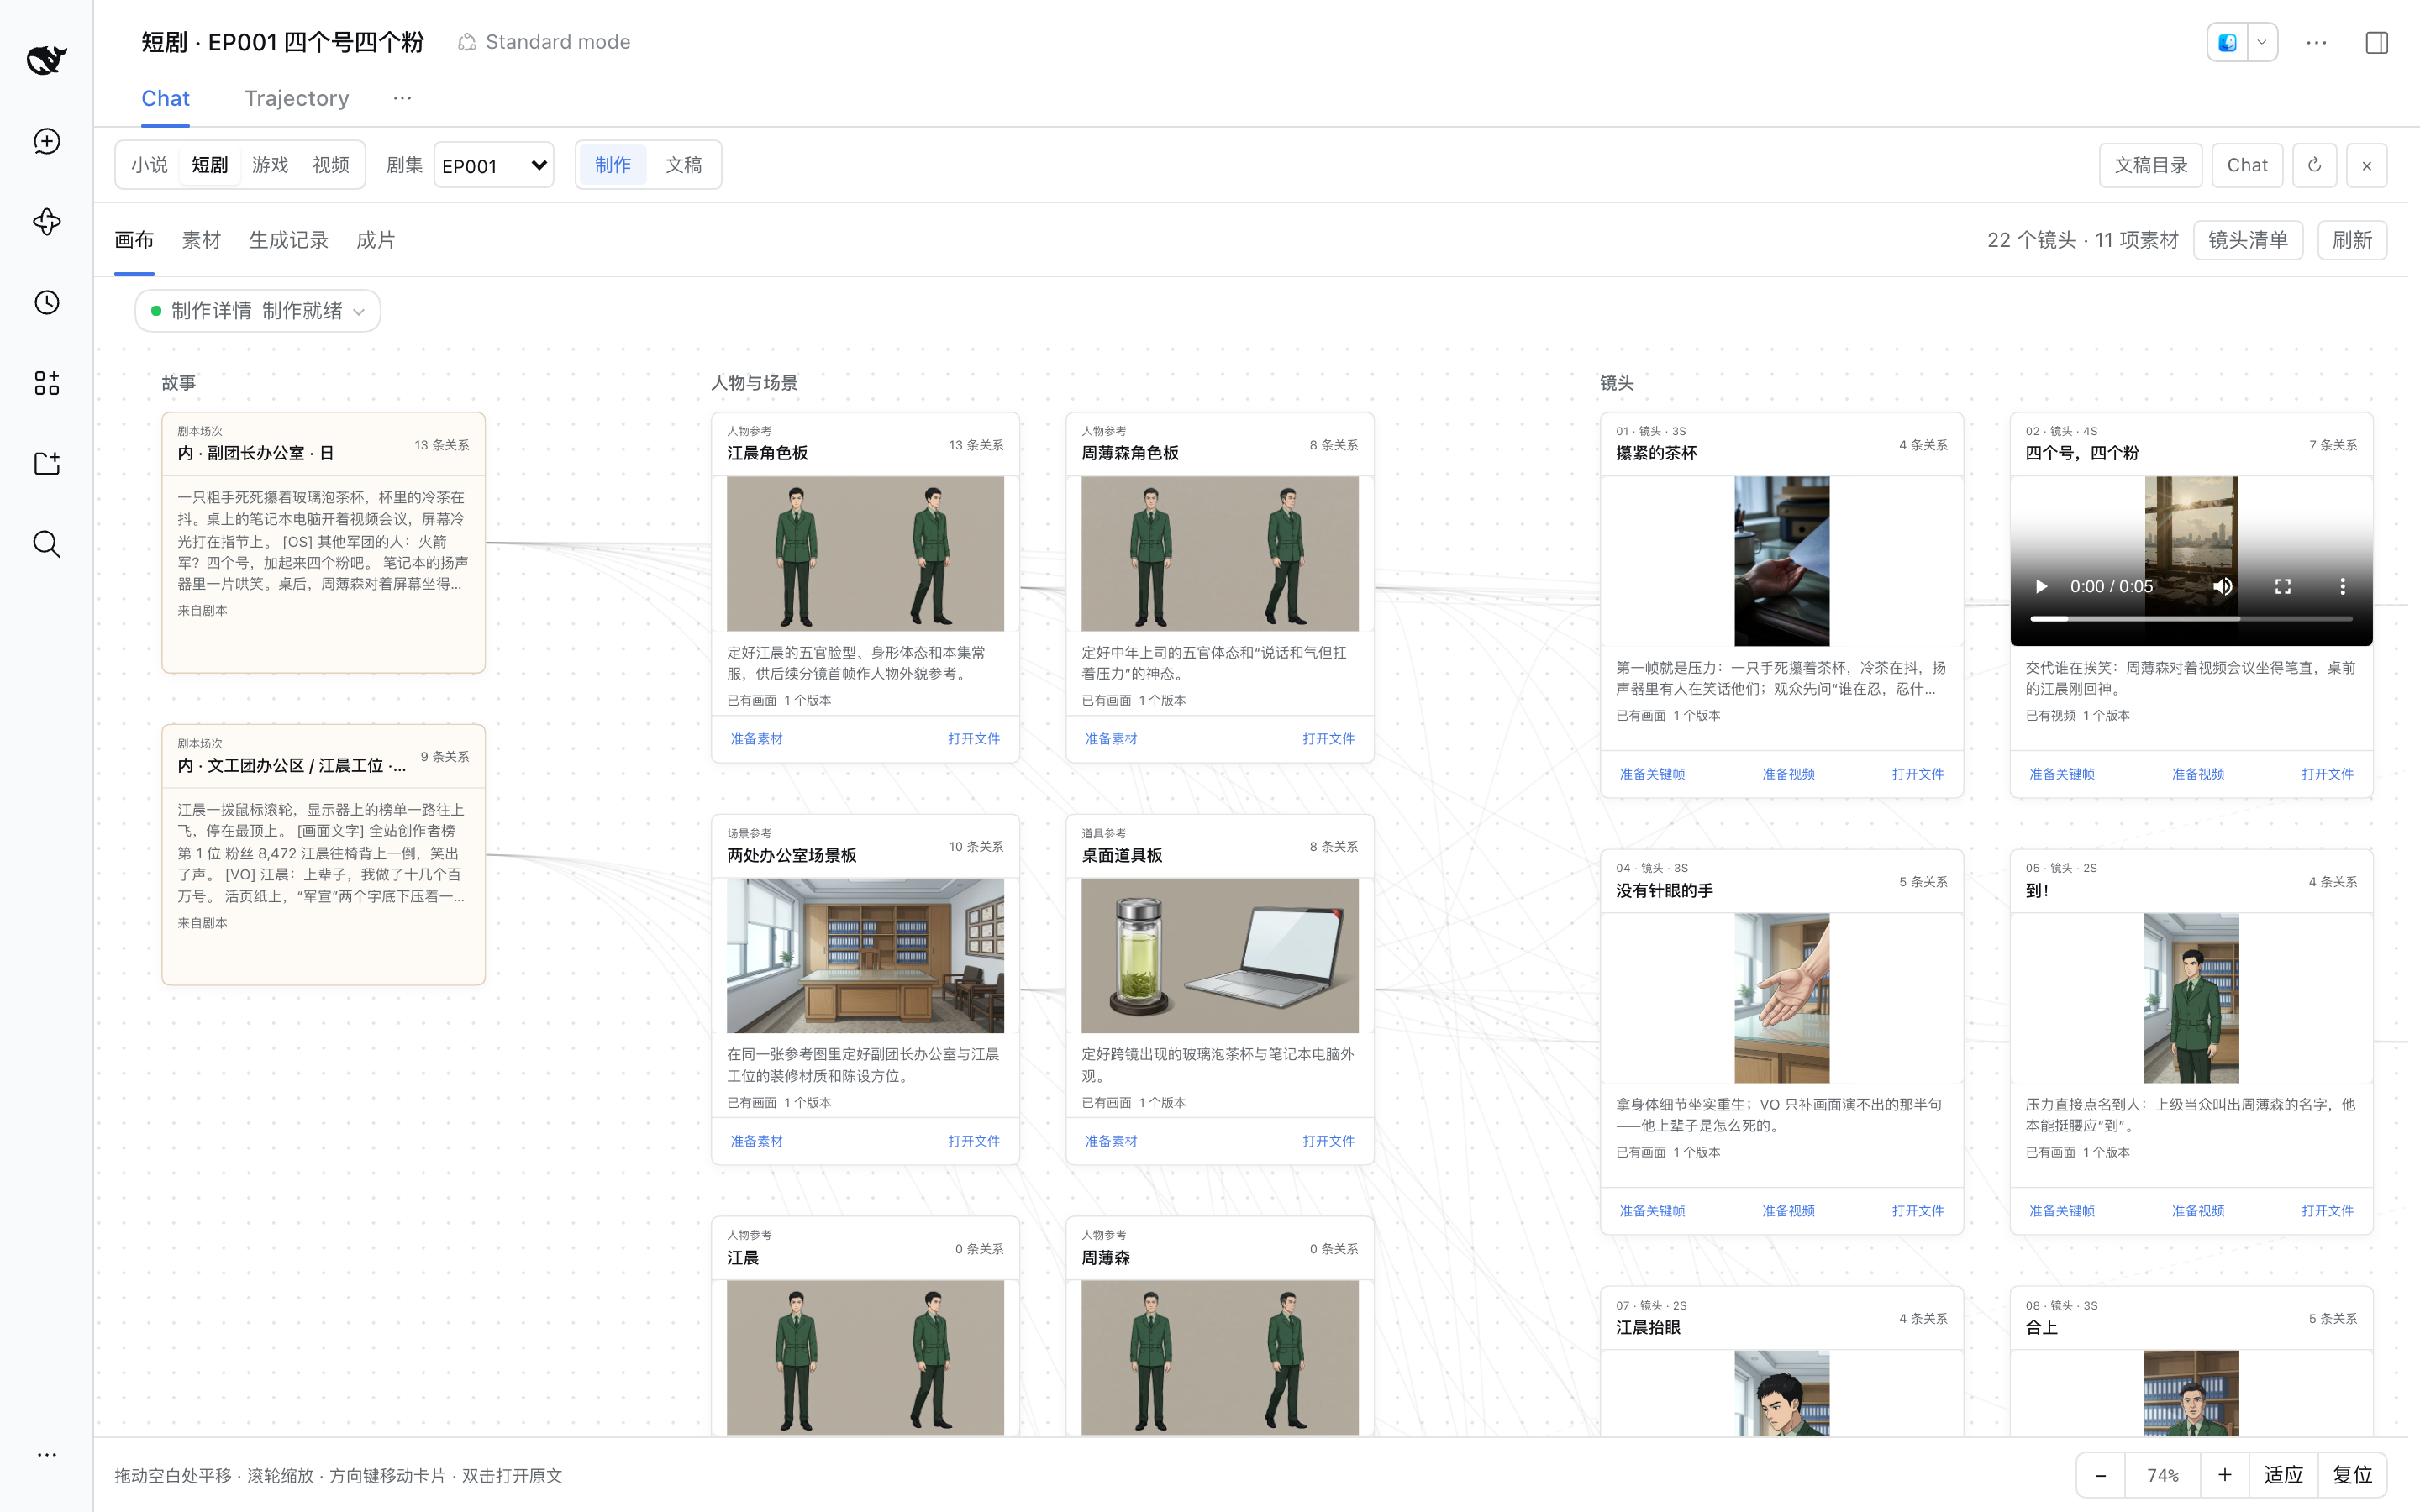 短剧 · EP001 四个号四个粉
Standard mode
Chat
Trajectory
小说
短剧
游戏
视频
剧集
EP001
制作
文稿
文稿目录
Chat
画布
素材
生成记录
成片
22 个镜头 · 11 项素材
镜头清单
刷新
制作详情 制作就绪
故事
剧本场次
内 · 副团长办公室 · 日
13 条关系
一只粗手死死攥着玻璃泡茶杯，杯里的冷茶在
抖。桌上的笔记本电脑开着视频会议，屏幕冷
光打在指节上。 [OS] 其他军团的人：火箭
军？四个号，加起来四个粉吧。 笔记本的扬声
器里一片哄笑。桌后，周薄森对着屏幕坐得…
来自剧本
剧本场次
内 · 文工团办公区 / 江晨工位 ·…
9 条关系
江晨一拨鼠标滚轮，显示器上的榜单一路往上
飞，停在最顶上。 [画面文字] 全站创作者榜
第 1 位 粉丝 8,472 江晨往椅背上一倒，笑出
了声。 [VO] 江晨：上辈子，我做了十几个百
万号。 活页纸上，“军宣”两个字底下压着一…
来自剧本
人物与场景
人物参考
江晨角色板
13 条关系
定好江晨的五官脸型、身形体态和本集常
服，供后续分镜首帧作人物外貌参考。
已有画面 1 个版本
准备素材
打开文件
人物参考
周薄森角色板
8 条关系
定好中年上司的五官体态和“说话和气但扛
着压力”的神态。
已有画面 1 个版本
准备素材
打开文件
场景参考
两处办公室场景板
10 条关系
在同一张参考图里定好副团长办公室与江晨
工位的装修材质和陈设方位。
已有画面 1 个版本
准备素材
打开文件
道具参考
桌面道具板
8 条关系
定好跨镜出现的玻璃泡茶杯与笔记本电脑外
观。
已有画面 1 个版本
准备素材
打开文件
人物参考
江晨
0 条关系
人物参考
周薄森
0 条关系
镜头
01 · 镜头 · 3S
攥紧的茶杯
4 条关系
第一帧就是压力：一只手死攥着茶杯，冷茶在抖，扬
声器里有人在笑话他们；观众先问“谁在忍，忍什…
已有画面 1 个版本
准备关键帧
准备视频
打开文件
02 · 镜头 · 4S
四个号，四个粉
7 条关系
0:00 / 0:05
交代谁在挨笑：周薄森对着视频会议坐得笔直，桌前
的江晨刚回神。
已有视频 1 个版本
准备关键帧
准备视频
打开文件
04 · 镜头 · 3S
没有针眼的手
5 条关系
拿身体细节坐实重生；VO 只补画面演不出的那半句
——他上辈子是怎么死的。
已有画面 1 个版本
准备关键帧
准备视频
打开文件
05 · 镜头 · 2S
到！
4 条关系
压力直接点名到人：上级当众叫出周薄森的名字，他
本能挺腰应“到”。
已有画面 1 个版本
准备关键帧
准备视频
打开文件
07 · 镜头 · 2S
江晨抬眼
4 条关系
08 · 镜头 · 3S
合上
5 条关系
拖动空白处平移 · 滚轮缩放 · 方向键移动卡片 · 双击打开原文
74%
适应
复位